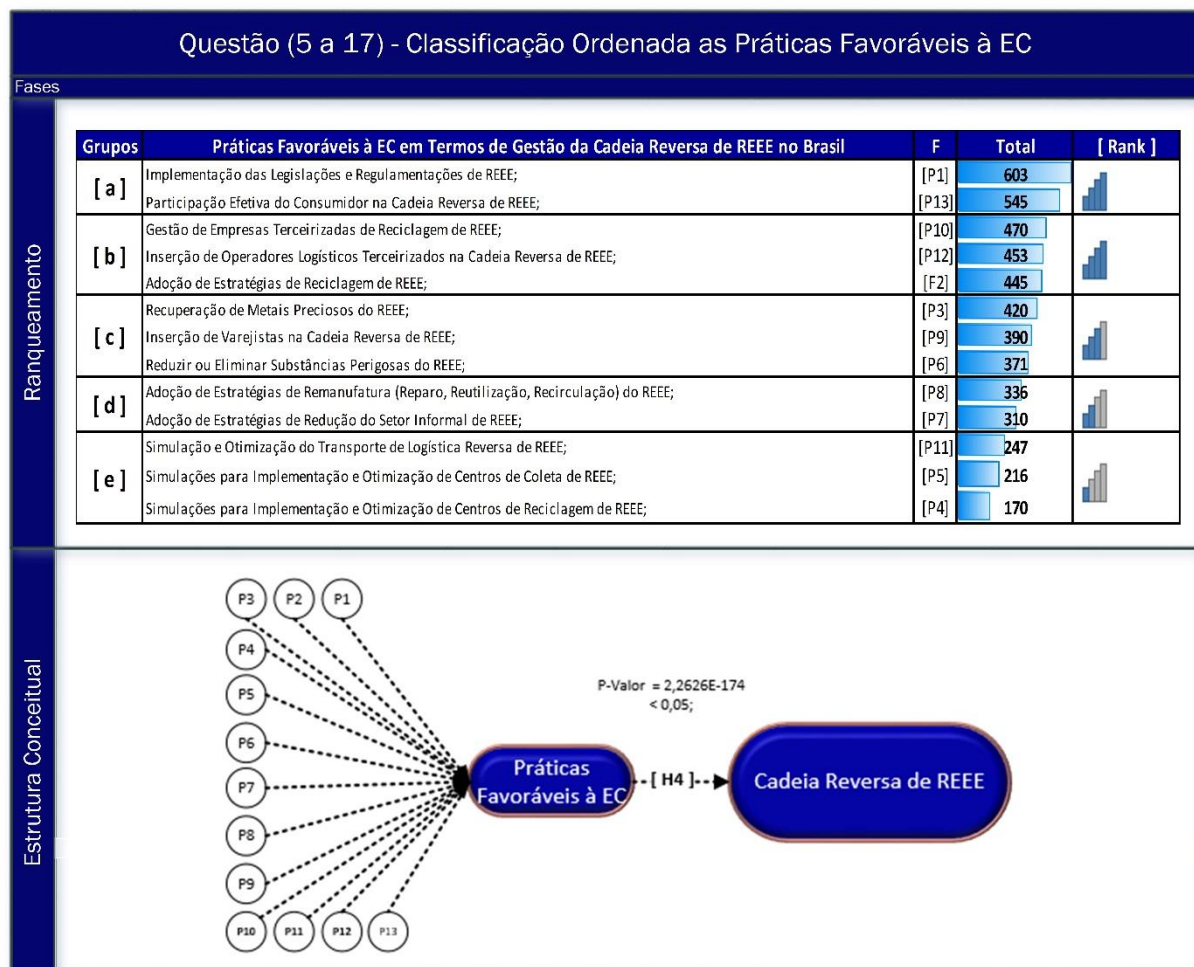 Questão (5 a 17) - Classificação Ordenada as Práticas Favoráveis à EC
Fases
Ranqueamento
Grupos Práticas Favoráveis à EC em Termos de Gestão da Cadeia Reversa de REEE no Brasil F Total [ Rank ]
[ a ]
Implementação das Legislações e Regulamentações de REEE; [P1] 603
Participação Efetiva do Consumidor na Cadeia Reversa de REEE; [P13] 545
[ b ]
Gestão de Empresas Terceirizadas de Reciclagem de REEE; [P10] 470
Inserção de Operadores Logísticos Terceirizados na Cadeia Reversa de REEE; [P12] 453
Adoção de Estratégias de Reciclagem de REEE; [F2] 445
[ c ]
Recuperação de Metais Preciosos do REEE; [P3] 420
Inserção de Varejistas na Cadeia Reversa de REEE; [P9] 390
Reduzir ou Eliminar Substâncias Perigosas do REEE; [P6] 371
[ d ]
Adoção de Estratégias de Remanufatura (Reparo, Reutilização, Recirculação) do REEE; [P8] 336
Adoção de Estratégias de Redução do Setor Informal de REEE; [P7] 310
[ e ]
Simulação e Otimização do Transporte de Logística Reversa de REEE; [P11] 247
Simulações para Implementação e Otimização de Centros de Coleta de REEE; [P5] 216
Simulações para Implementação e Otimização de Centros de Reciclagem de REEE; [P4] 170
Estrutura Conceitual
P3 P2 P1
P4
P5
P6
P7
P8
P9
P10 P11 P12 P13
P-Valor = 2,2626E-174
< 0,05;
Práticas
Favoráveis à EC
[ H4 ]
Cadeia Reversa de REEE